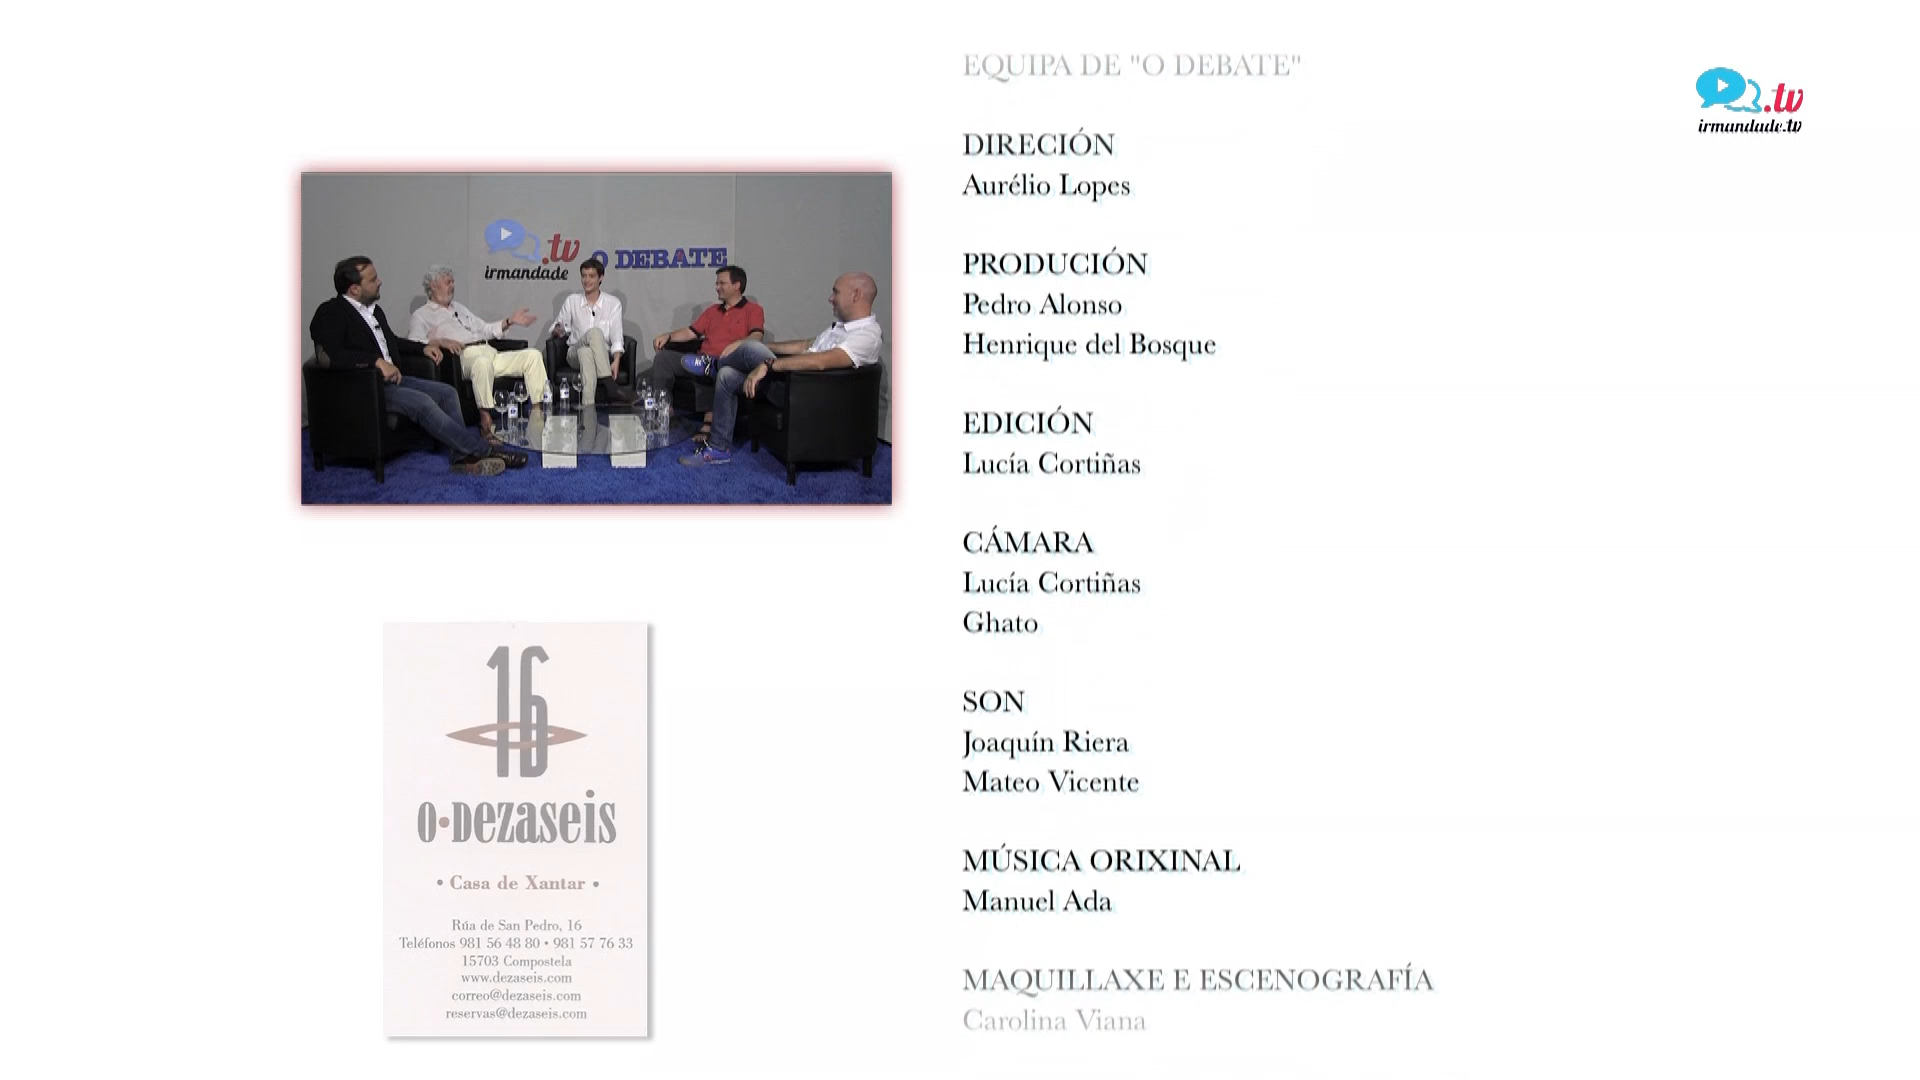 EQUIPA DE "O DEBATE"
DIRECIÓN
Aurélio Lopes
PRODUCIÓN
Pedro Alonso
Henrique del Bosque
EDICIÓN
Lucía Cortiñas
CÁMARA
Lucía Cortiñas
Ghato
SON
Joaquín Riera
Mateo Vicente
MÚSICA ORIXINAL
Manuel Ada
MAQUILLAXE E ESCENOGRAFÍA
Carolina Viana
.tv
irmandade.tv
.tv
irmandade
O DEBATE
16
O·DEZASEIS
• Casa de Xantar •
Rúa de San Pedro, 16
Teléfonos 981 56 48 80 • 981 57 76 33
15703 Compostela
www.dezaseis.com
correo@dezaseis.com
reservas@dezaseis.com